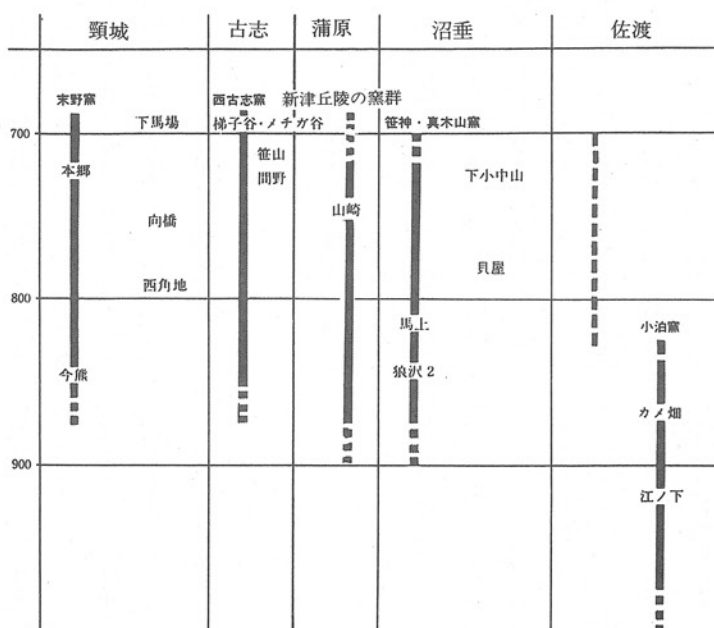 頸城 古志 蒲原 沼垂 佐渡
末野窯 西古志窯 新津丘陵の窯群
700 下馬場 梯子谷・メチガ谷 笹神・真木山窯
笹山
本郷 間野 下小中山
山崎
向橋
貝屋
西角地
800
馬上 小泊窯
今熊 狼沢2
カメ畑
900
江ノ下